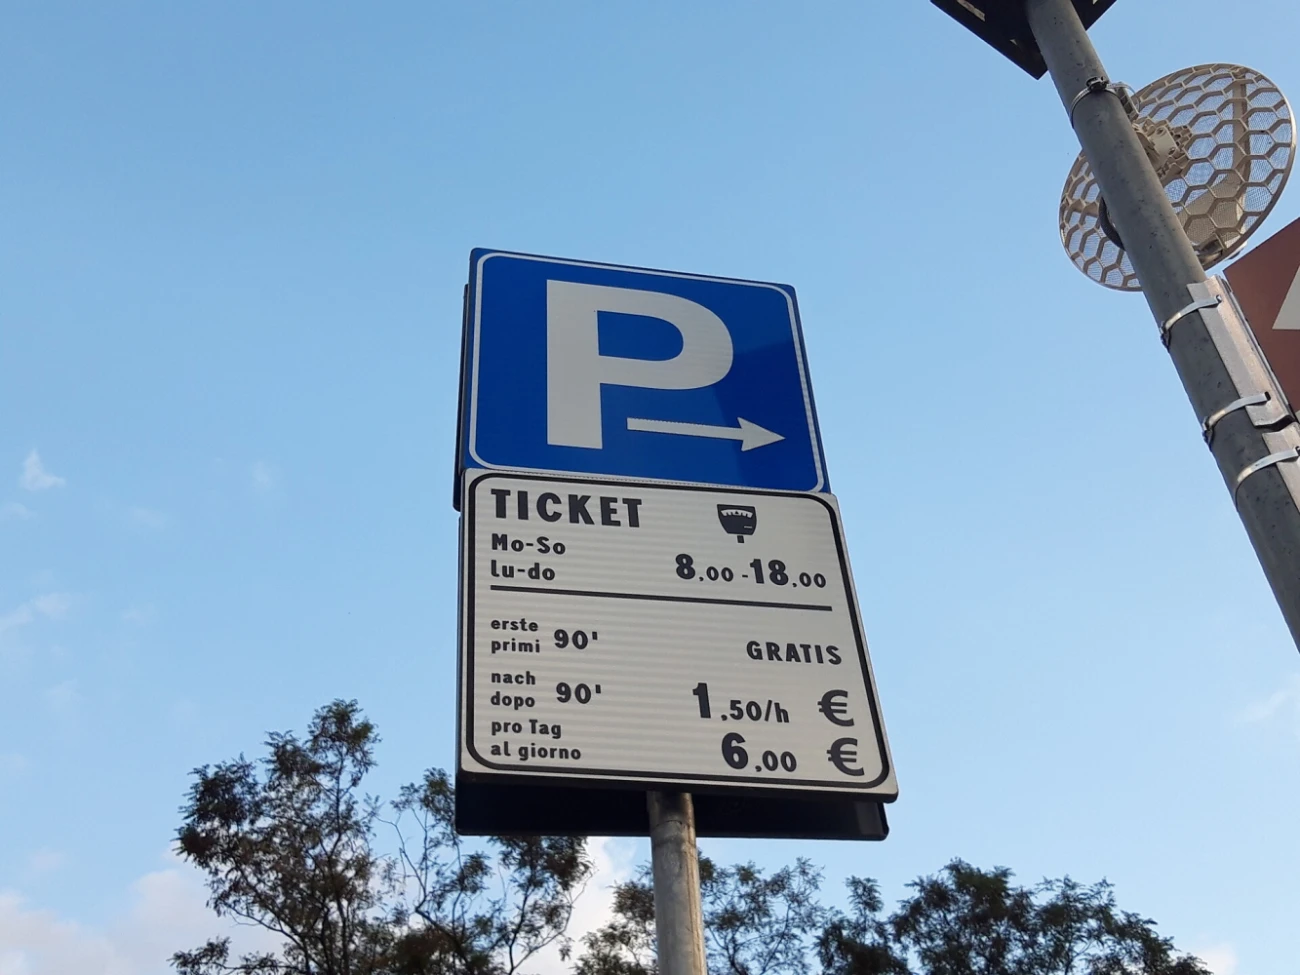 P
TICKET
Mo-So
Lu-do 8.00-18.00
erste
primi 90' GRATIS
nach
dopo 90' 1.50/h €
pro Tag
al giorno 6.00 €